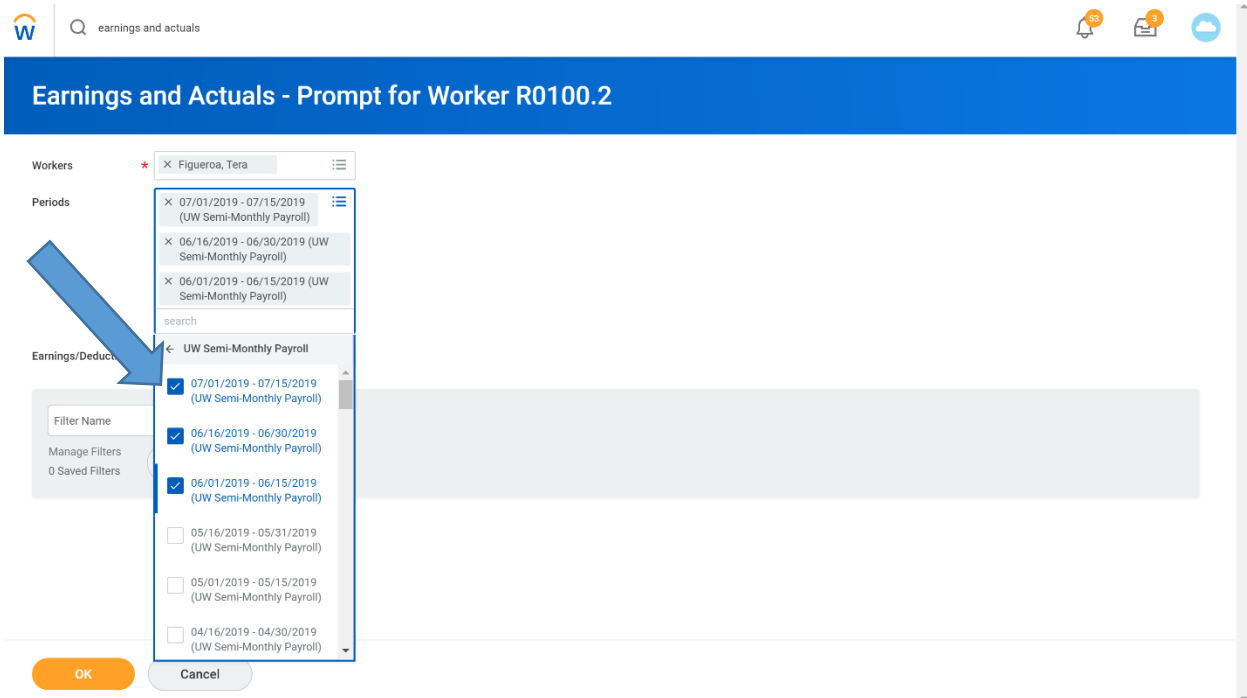 W
earnings and actuals
53
3
Earnings and Actuals - Prompt for Worker R0100.2
Workers
*
× Figueroa, Tera
Periods
× 07/01/2019 - 07/15/2019
(UW Semi-Monthly Payroll)
× 06/16/2019 - 06/30/2019 (UW
Semi-Monthly Payroll)
× 06/01/2019 - 06/15/2019 (UW
Semi-Monthly Payroll)
search
← UW Semi-Monthly Payroll
Earnings/Deduct
07/01/2019 - 07/15/2019
(UW Semi-Monthly Payroll)
06/16/2019 - 06/30/2019
(UW Semi-Monthly Payroll)
06/01/2019 - 06/15/2019
(UW Semi-Monthly Payroll)
05/16/2019 - 05/31/2019
(UW Semi-Monthly Payroll)
05/01/2019 - 05/15/2019
(UW Semi-Monthly Payroll)
04/16/2019 - 04/30/2019
(UW Semi-Monthly Payroll)
Filter Name
Manage Filters
0 Saved Filters
OK
Cancel